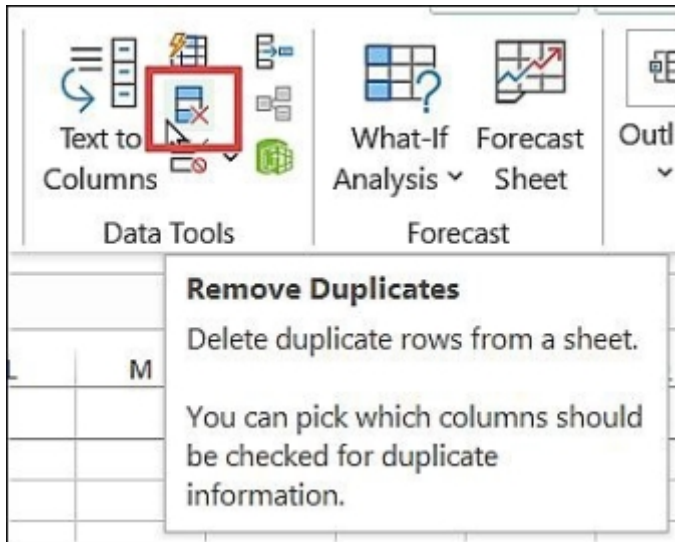 Text to
Columns
What-If
Analysis
Forecast
Sheet
Outl
Data Tools
Forecast
Remove Duplicates
Delete duplicate rows from a sheet.
You can pick which columns should
be checked for duplicate
information.
L
M